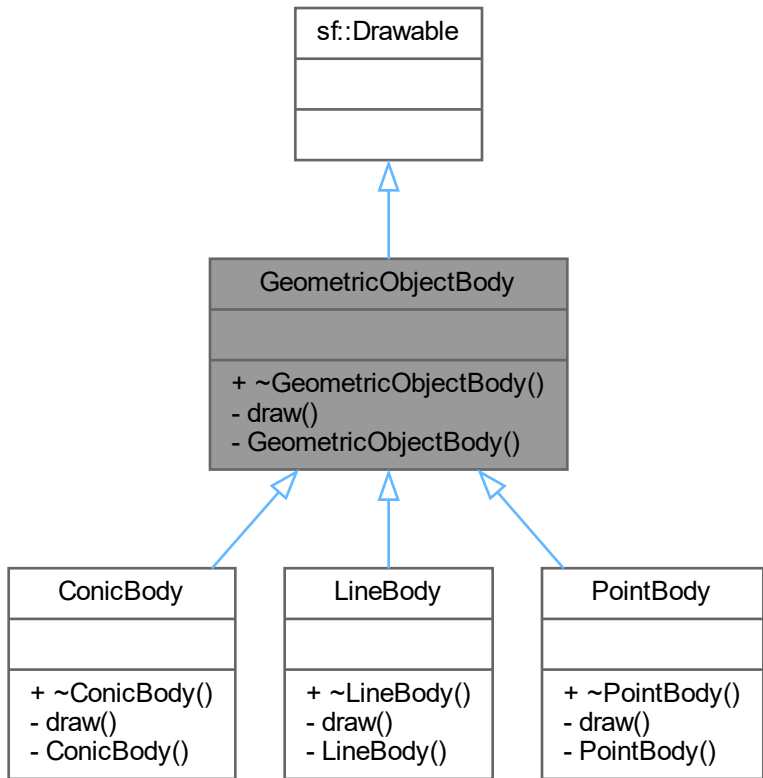 sf::Drawable
GeometricObjectBody
+ ~GeometricObjectBody()
- draw()
- GeometricObjectBody()
ConicBody
+ ~ConicBody()
- draw()
- ConicBody()
LineBody
+ ~LineBody()
- draw()
- LineBody()
PointBody
+ ~PointBody()
- draw()
- PointBody()